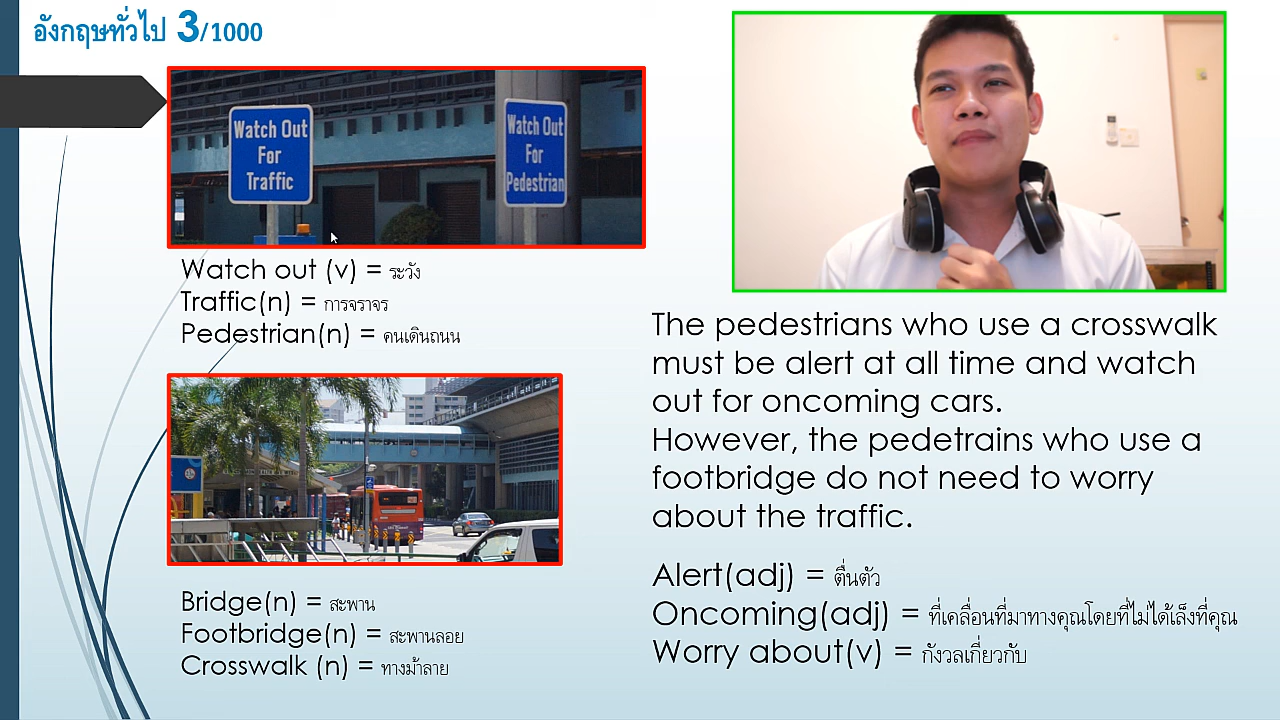 อังกฤษทั่วไป 3/1000
Watch Out
For
Traffic
Watch Out
For
Pedestrian
Watch out (v) = ระวัง
Traffic(n) = การจราจร
Pedestrian(n) = คนเดินถนน
Bridge(n) = สะพาน
Footbridge(n) = สะพานลอย
Crosswalk (n) = ทางม้าลาย
The pedestrians who use a crosswalk
must be alert at all time and watch
out for oncoming cars.
However, the pedetrains who use a
footbridge do not need to worry
about the traffic.
Alert(adj) = ตื่นตัว
Oncoming(adj) = ที่เคลื่อนที่มาทางคุณโดยที่ไม่ได้เล็งที่คุณ
Worry about(v) = กังวลเกี่ยวกับ